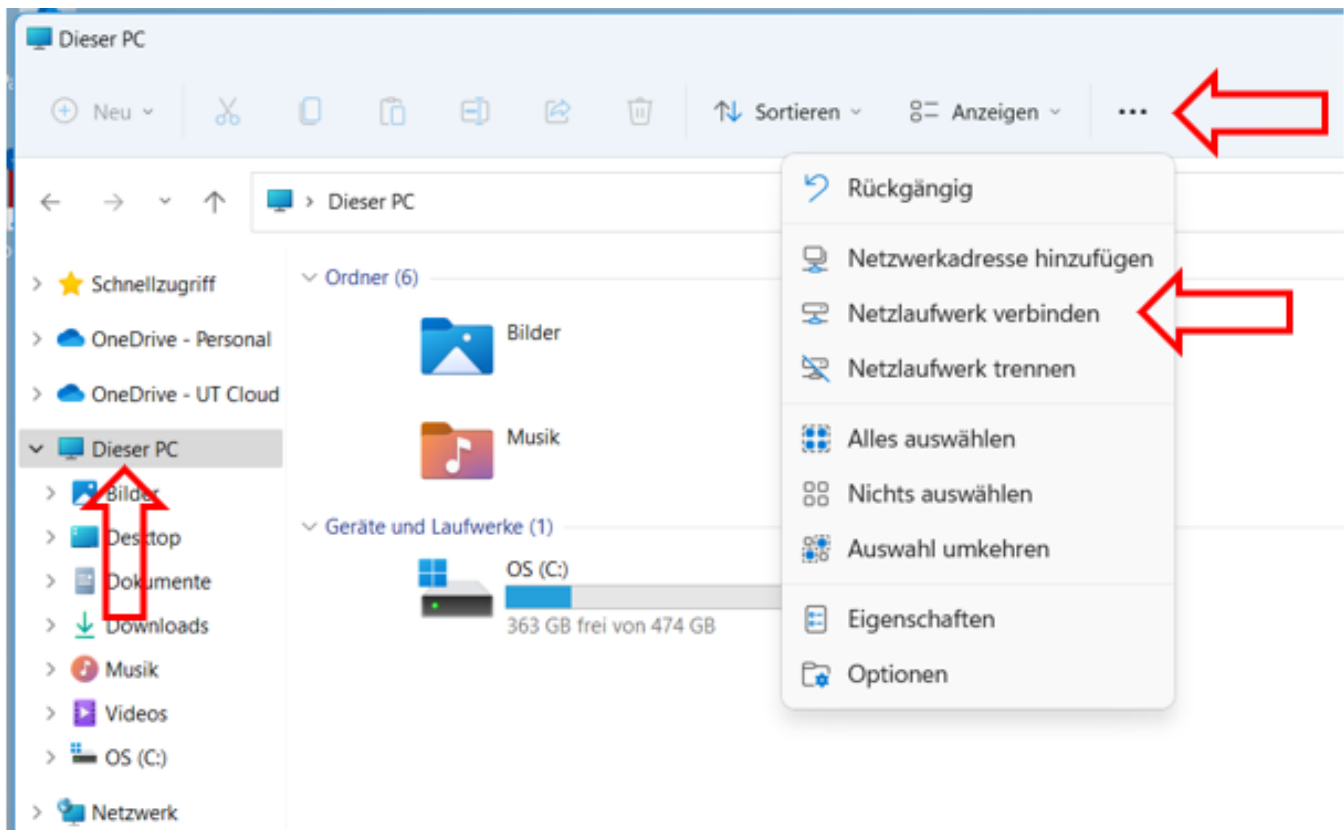 Dieser PC
Neu
Sortieren
Anzeigen
Dieser PC
Rückgängig
Netzwerkadresse hinzufügen
Netzlaufwerk verbinden
Netzlaufwerk trennen
Alles auswählen
Nichts auswählen
Auswahl umkehren
Eigenschaften
Optionen
Schnellzugriff
OneDrive - Personal
OneDrive - UT Cloud
Dieser PC
Bilder
Desktop
Dokumente
Downloads
Musik
Videos
OS (C:)
Netzwerk
Ordner (6)
Bilder
Musik
Geräte und Laufwerke (1)
OS (C:)
363 GB frei von 474 GB